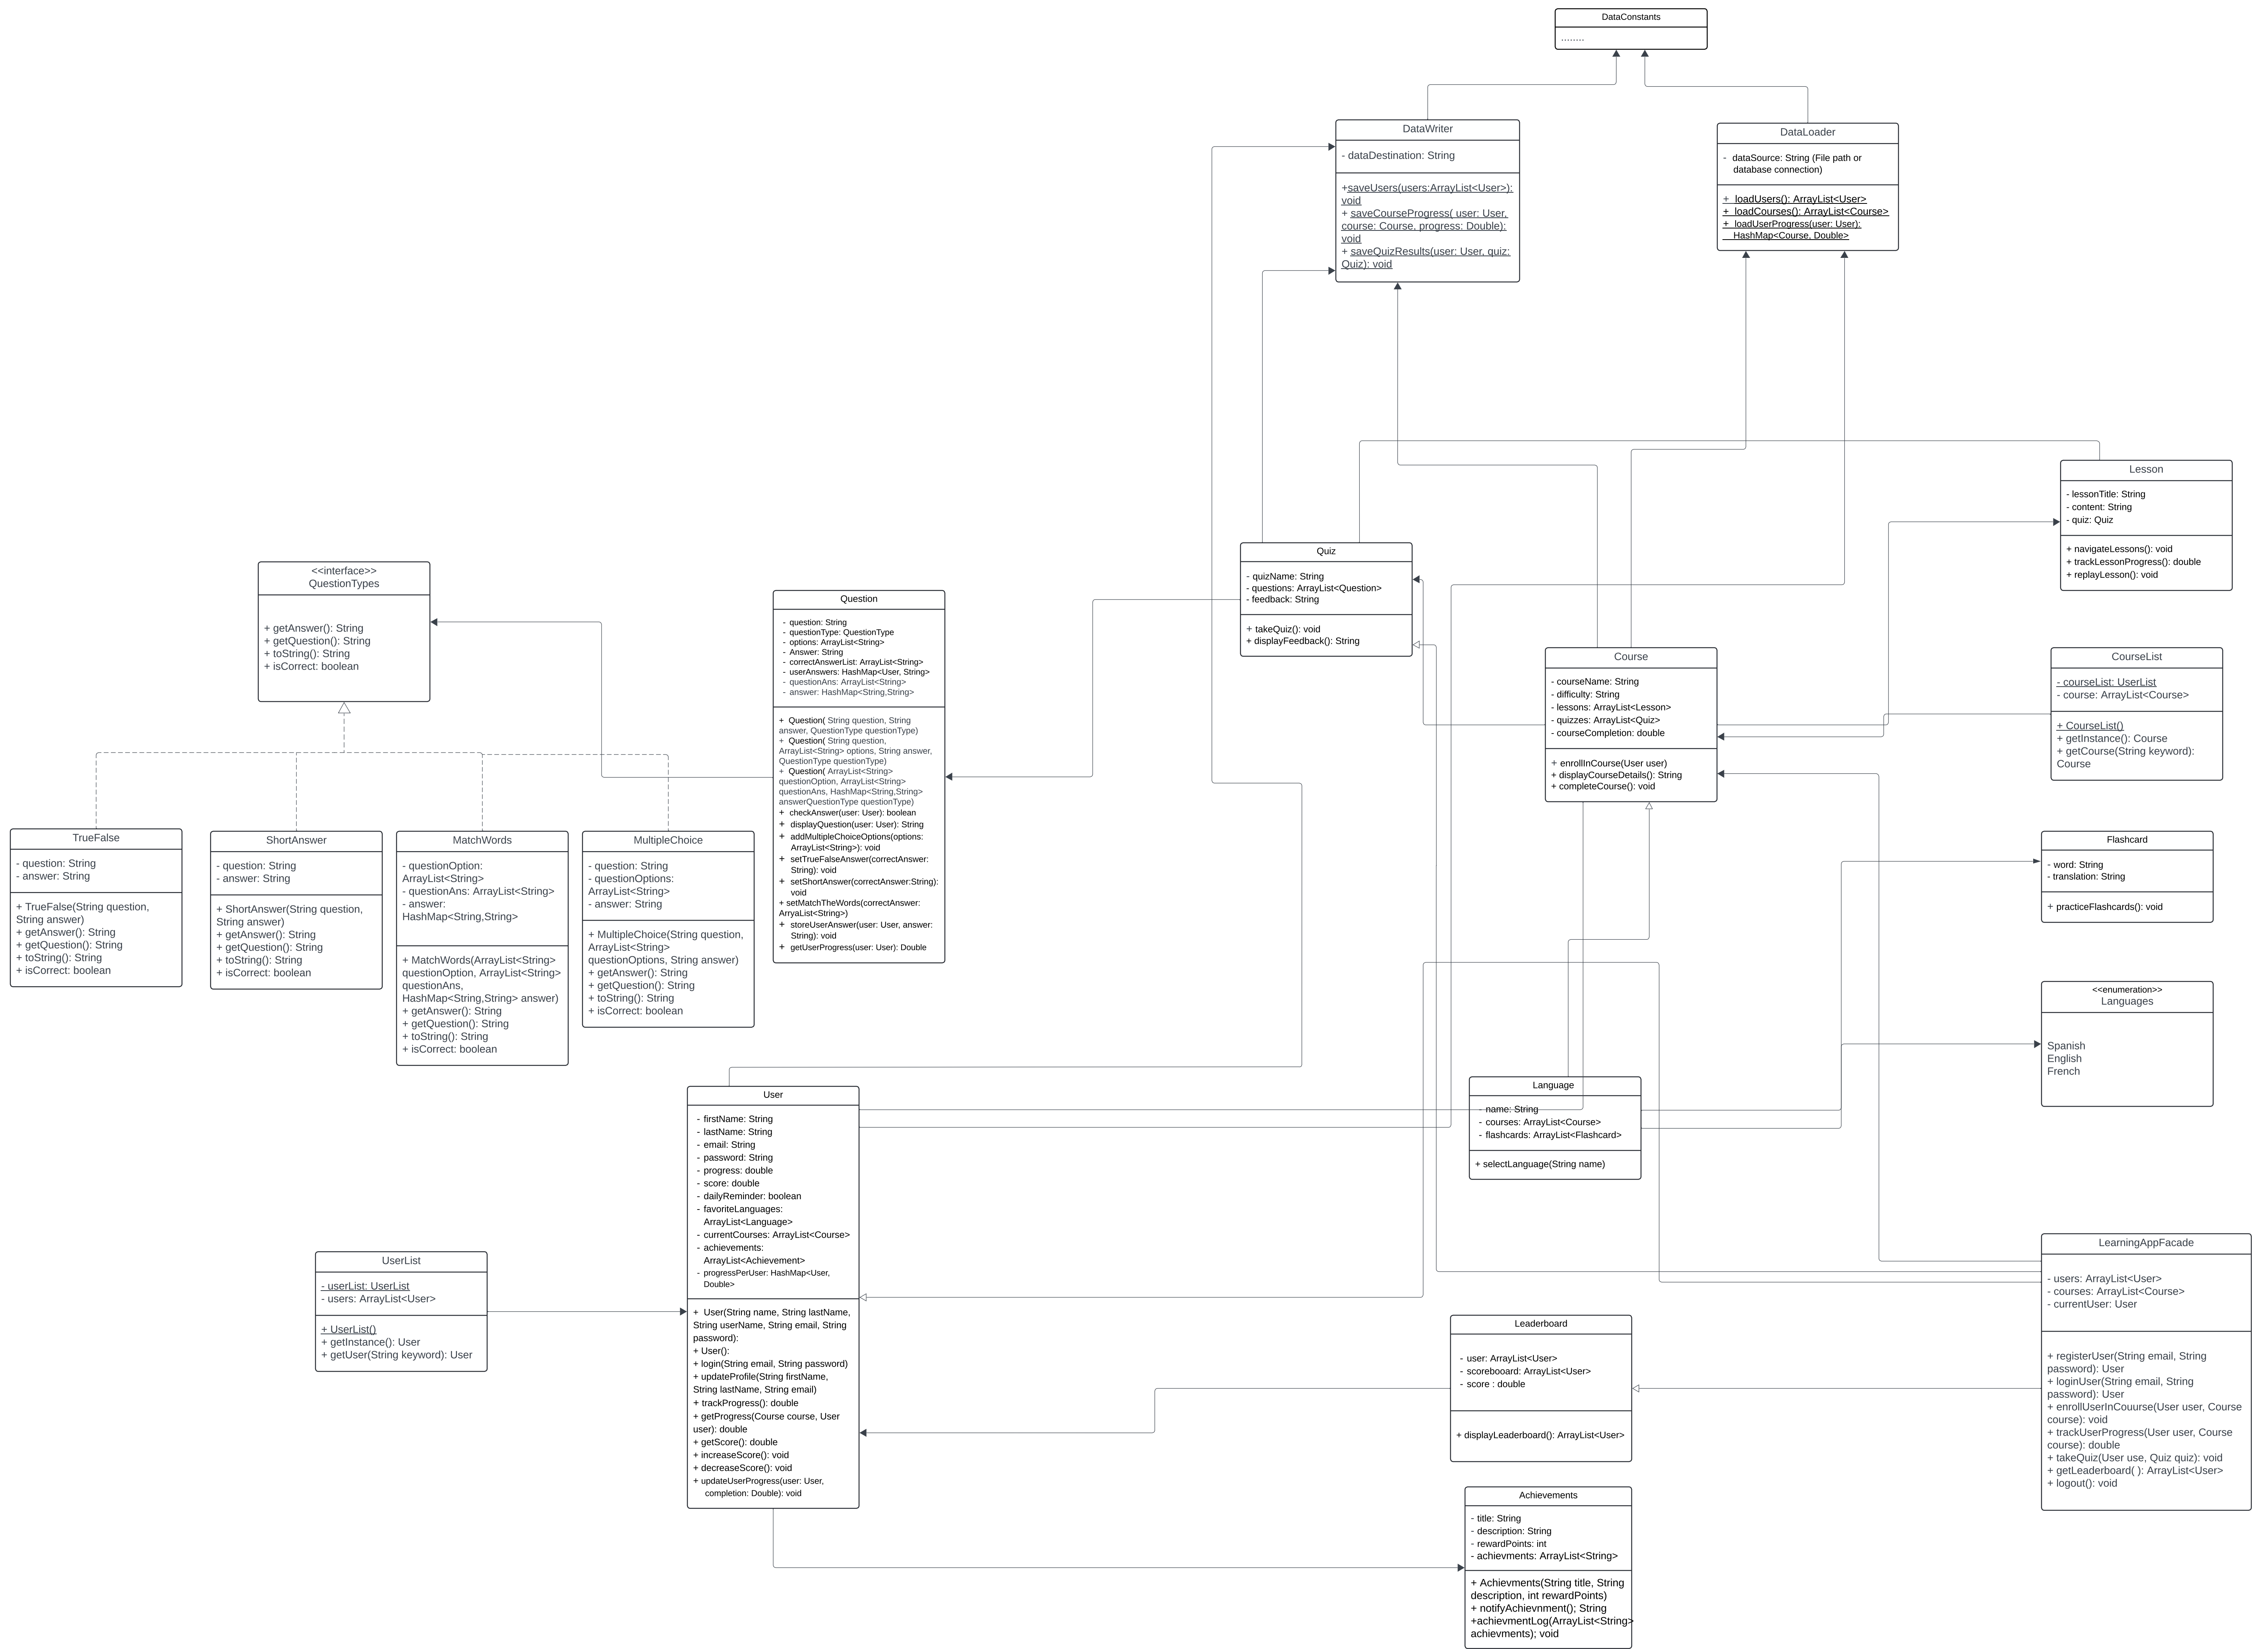 DataConstants
........
DataWriter
- dataDestination: String
+saveUsers(users:ArrayList<User>):
void
+ saveCourseProgress( user: User,
course: Course, progress: Double):
void
+ saveQuizResults(user: User, quiz:
Quiz): void
DataLoader
- dataSource: String (File path or
database connection)
+ loadUsers(): ArrayList<User>
+ loadCourses(): ArrayList<Course>
+ loadUserProgress(user: User):
HashMap<Course, Double>
Lesson
- lessonTitle: String
- content: String
- quiz: Quiz
+ navigateLessons(): void
+ trackLessonProgress(): double
+ replayLesson(): void
Quiz
- quizName: String
- questions: ArrayList<Question>
- feedback: String
+ takeQuiz(): void
+ displayFeedback(): String
<<interface>>
QuestionTypes
+ getAnswer(): String
+ getQuestion(): String
+ toString(): String
+ isCorrect: boolean
Question
- question: String
- questionType: QuestionType
- options: ArrayList<String>
- Answer: String
- correctAnswerList: ArrayList<String>
- userAnswers: HashMap<User, String>
- questionAns: ArrayList<String>
- answer: HashMap<String,String>
+ Question( String question, String
answer, QuestionType questionType)
+ Question( String question,
ArrayList<String> options, String answer,
QuestionType questionType)
+ Question( ArrayList<String>
questionOption, ArrayList<String>
questionAns, HashMap<String,String>
answerQuestionType questionType)
+ checkAnswer(user: User): boolean
+ displayQuestion(user: User): String
+ addMultipleChoiceOptions(options:
ArrayList<String>): void
+ setTrueFalseAnswer(correctAnswer:
String): void
+ setShortAnswer(correctAnswer:String):
void
+ setMatchTheWords(correctAnswer:
ArryaList<String>)
+ storeUserAnswer(user: User, answer:
String): void
+ getUserProgress(user: User): Double
Course
- courseName: String
- difficulty: String
- lessons: ArrayList<Lesson>
- quizzes: ArrayList<Quiz>
- courseCompletion: double
+ enrollInCourse(User user)
+ displayCourseDetails(): String
+ completeCourse(): void
CourseList
- courseList: UserList
- course: ArrayList<Course>
+ CourseList()
+ getInstance(): Course
+ getCourse(String keyword):
Course
TrueFalse
- question: String
- answer: String
+ TrueFalse(String question,
String answer)
+ getAnswer(): String
+ getQuestion(): String
+ toString(): String
+ isCorrect: boolean
ShortAnswer
- question: String
- answer: String
+ ShortAnswer(String question,
String answer)
+ getAnswer(): String
+ getQuestion(): String
+ toString(): String
+ isCorrect: boolean
MatchWords
- questionOption:
ArrayList<String>
- questionAns: ArrayList<String>
- answer:
HashMap<String,String>
+ MatchWords(ArrayList<String>
questionOption, ArrayList<String>
questionAns,
HashMap<String,String> answer)
+ getAnswer(): String
+ getQuestion(): String
+ toString(): String
+ isCorrect: boolean
MultipleChoice
- question: String
- questionOptions:
ArrayList<String>
- answer: String
+ MultipleChoice(String question,
ArrayList<String>
questionOptions, String answer)
+ getAnswer(): String
+ getQuestion(): String
+ toString(): String
+ isCorrect: boolean
Flashcard
- word: String
- translation: String
+ practiceFlashcards(): void
<<enumeration>>
Languages
Spanish
English
French
Language
- name: String
- courses: ArrayList<Course>
- flashcards: ArrayList<Flashcard>
+ selectLanguage(String name)
User
- firstName: String
- lastName: String
- email: String
- password: String
- progress: double
- score: double
- dailyReminder: boolean
- favoriteLanguages:
ArrayList<Language>
- currentCourses: ArrayList<Course>
- achievements:
ArrayList<Achievement>
- progressPerUser: HashMap<User,
Double>
+ User(String name, String lastName,
String userName, String email, String
password):
+ User():
+ login(String email, String password)
+ updateProfile(String firstName,
String lastName, String email)
+ trackProgress(): double
+ getProgress(Course course, User
user): double
+ getScore(): double
+ increaseScore(): void
+ decreaseScore(): void
+ updateUserProgress(user: User,
completion: Double): void
UserList
- userList: UserList
- users: ArrayList<User>
+ UserList()
+ getInstance(): User
+ getUser(String keyword): User
Leaderboard
- user: ArrayList<User>
- scoreboard: ArrayList<User>
- score : double
+ displayLeaderboard(): ArrayList<User>
LearningAppFacade
- users: ArrayList<User>
- courses: ArrayList<Course>
- currentUser: User
+ registerUser(String email, String
password): User
+ loginUser(String email, String
password): User
+ enrollUserInCouurse(User user, Course
course): void
+ trackUserProgress(User user, Course
course): double
+ takeQuiz(User use, Quiz quiz): void
+ getLeaderboard( ): ArrayList<User>
+ logout(): void
Achievements
- title: String
- description: String
- rewardPoints: int
- achievments: ArrayList<String>
+ Achievments(String title, String
description, int rewardPoints)
+ notifyAchievnment(); String
+achievmentLog(ArrayList<String>
achievments); void